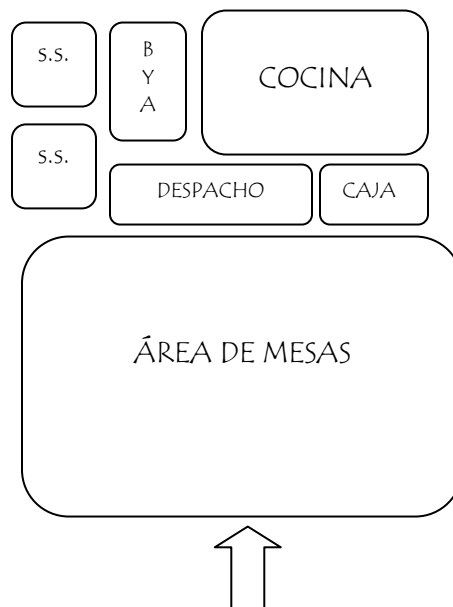 S.S.
B
Y
A
COCINA
S.S.
DESPACHO
CAJA
ÁREA DE MESAS